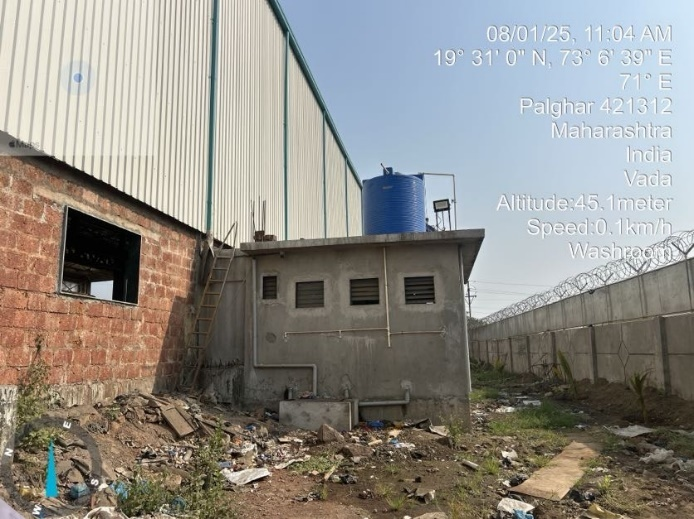 08/01/25, 11:04 AM
19° 31' 0" N, 73° 6' 39" E
71° E
Palghar 421312
Maharashtra
India
Vada
Altitude:45.1meter
Speed:0.1km/h
Washroom
N
E
S